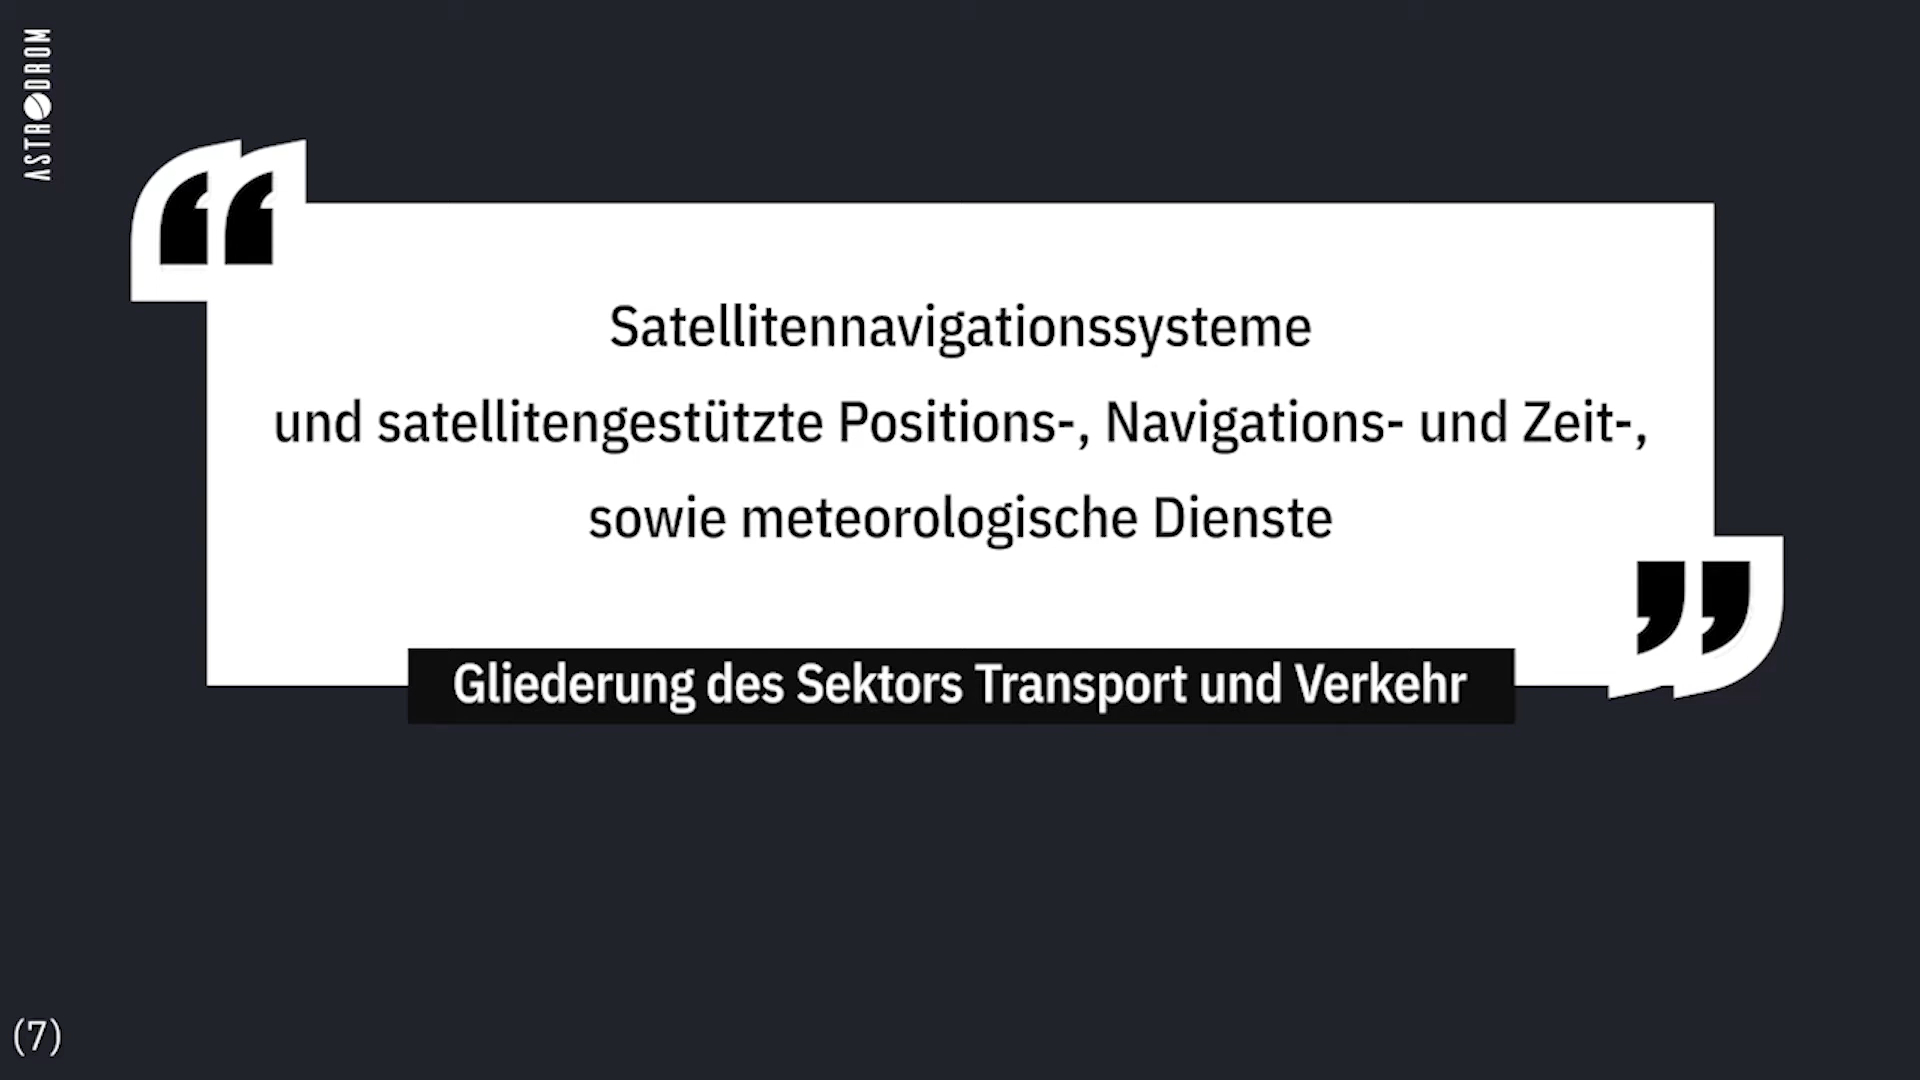 ASTRODROM
“
Satellitennavigationssysteme
und satellitengestützte Positions-, Navigations- und Zeit-,
sowie meteorologische Dienste
”
Gliederung des Sektors Transport und Verkehr
(7)